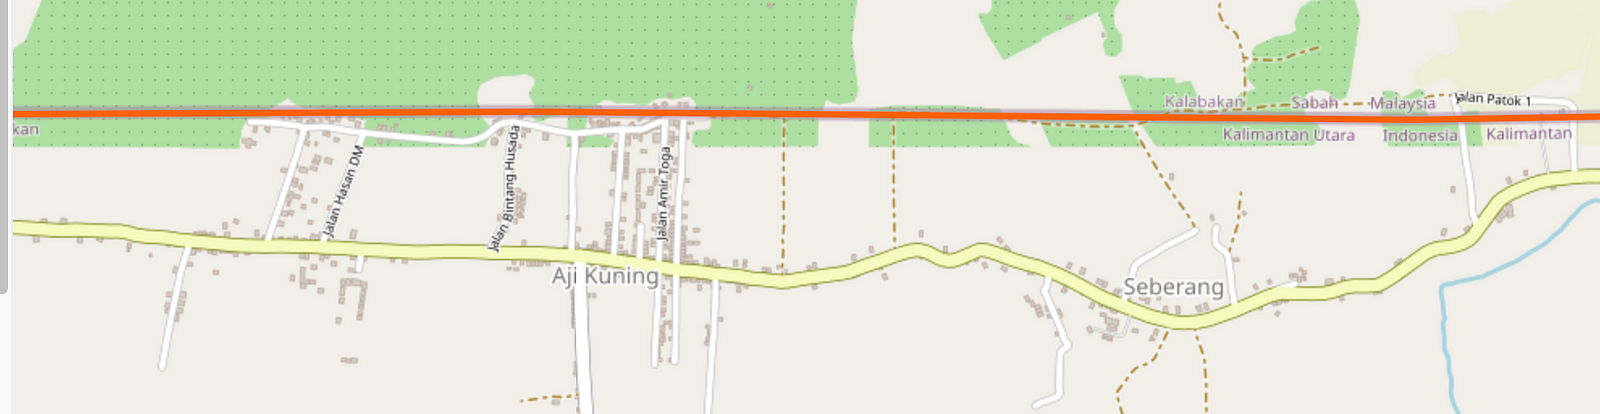 Kalabakan
Sabah
Malaysia
Jalan Patok 1
kan
Kalimantan Utara
Indonesia
Kalimantan
Jalan Hasan DM
Jalan Bintang Husada
Jalan Amir Toga
Aji Kuning
Seberang